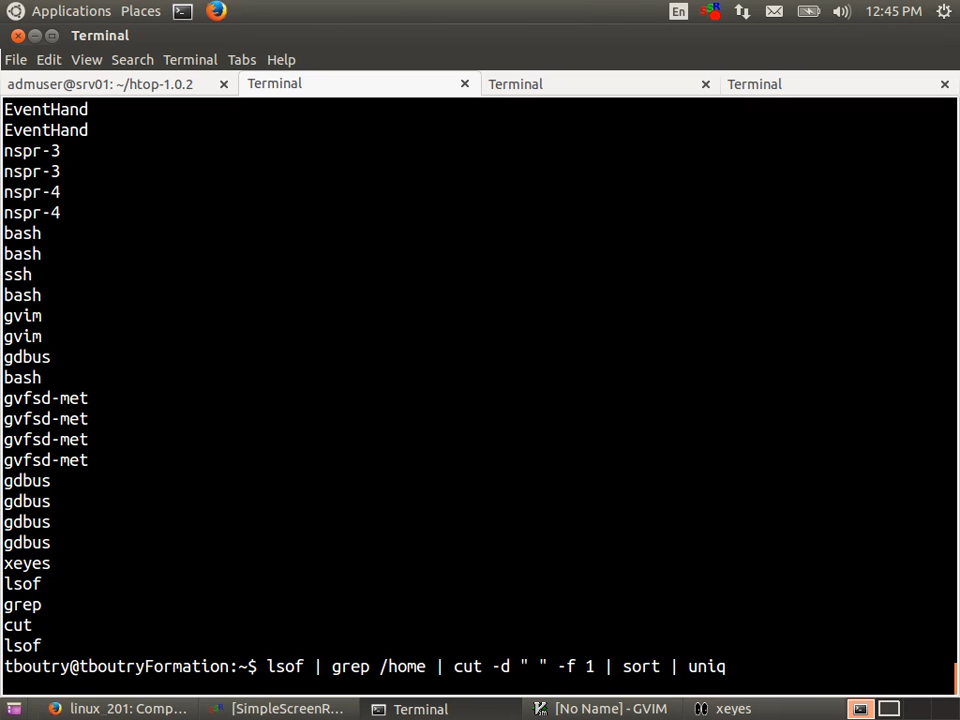 Applications Places En 12:45 PM
Terminal
File Edit View Search Terminal Tabs Help
admuser@srv01: ~/htop-1.0.2 Terminal Terminal Terminal
EventHand
EventHand
nspr-3
nspr-3
nspr-4
nspr-4
bash
bash
ssh
bash
gvim
gvim
gdbus
bash
gvfsd-met
gvfsd-met
gvfsd-met
gvfsd-met
gdbus
gdbus
gdbus
gdbus
xeyes
lsof
grep
cut
lsof
tboutry@tboutryFormation:~$ lsof | grep /home | cut -d " " -f 1 | sort | uniq
linux_201: Comp... [SimpleScreenR... Terminal [No Name] - GVIM xeyes